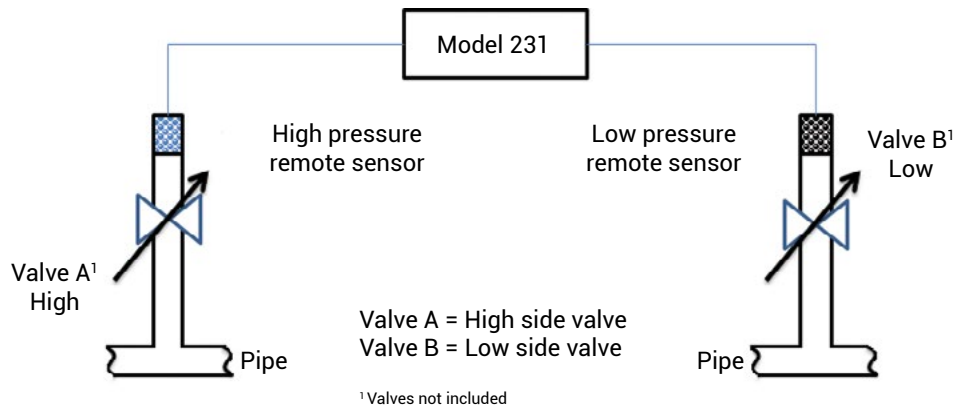 Model 231
High pressure
remote sensor
Low pressure
remote sensor
Valve B¹
Low
Valve A¹
High
Valve A = High side valve
Valve B = Low side valve
Pipe
Pipe
¹ Valves not included